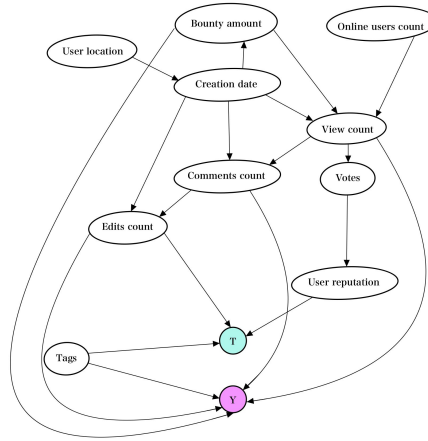 Bounty amount
Online users count
User location
Creation date
View count
Comments count
Votes
Edits count
User reputation
T
Tags
Y